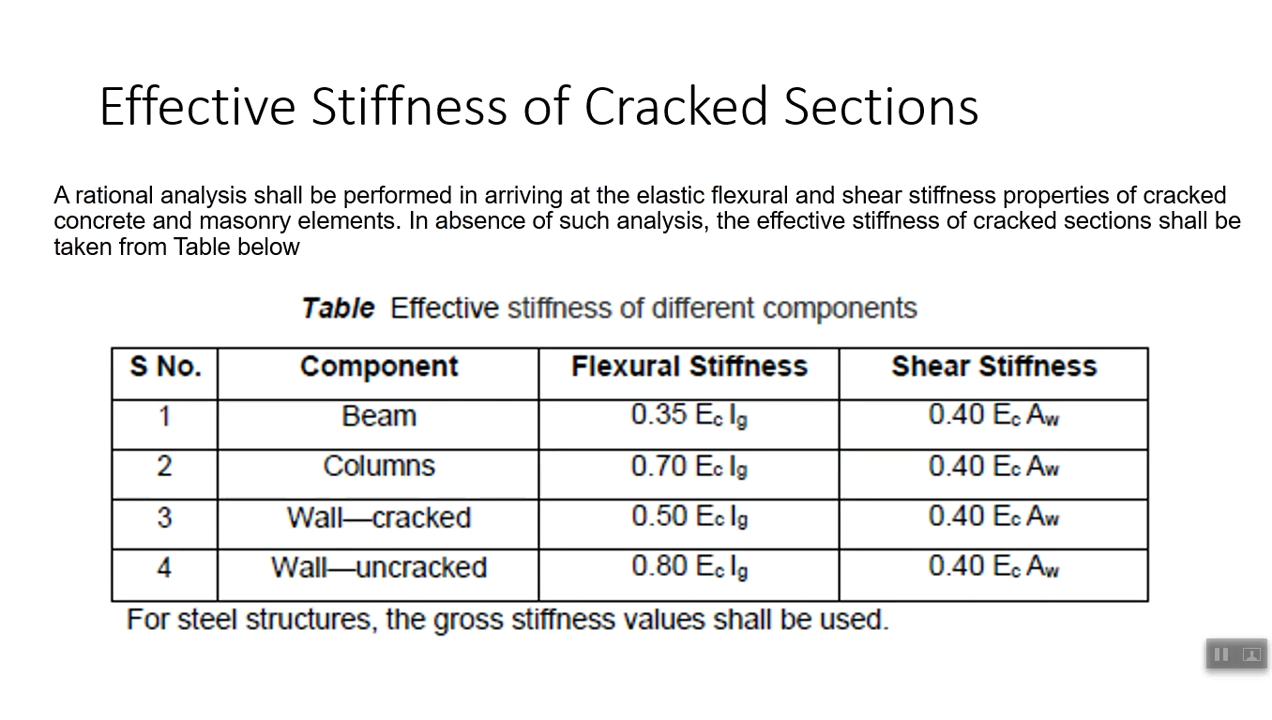 Effective Stiffness of Cracked Sections
A rational analysis shall be performed in arriving at the elastic flexural and shear stiffness properties of cracked
concrete and masonry elements. In absence of such analysis, the effective stiffness of cracked sections shall be
taken from Table below
Table Effective stiffness of different components
S No. Component Flexural Stiffness Shear Stiffness
1 Beam 0.35 Ec Ig 0.40 Ec Aw
2 Columns 0.70 Ec Ig 0.40 Ec Aw
3 Wall—cracked 0.50 Ec Ig 0.40 Ec Aw
4 Wall—uncracked 0.80 Ec Ig 0.40 Ec Aw
For steel structures, the gross stiffness values shall be used.